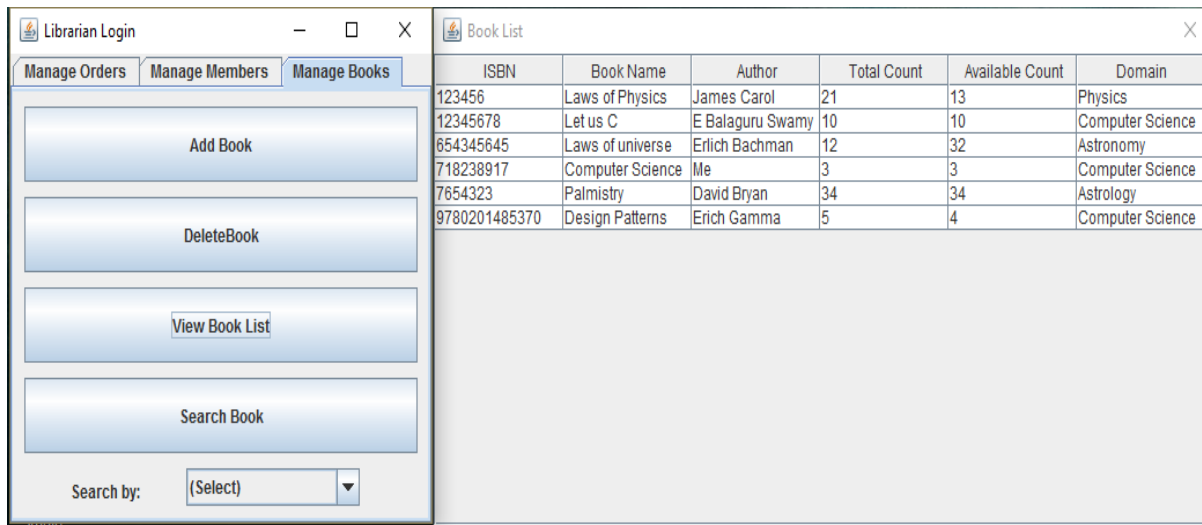 Librarian Login
Manage Orders Manage Members Manage Books
Add Book
DeleteBook
View Book List
Search Book
Search by: (Select)
Book List
ISBN Book Name Author Total Count Available Count Domain
123456 Laws of Physics James Carol 21 13 Physics
12345678 Let us C E Balaguru Swamy 10 10 Computer Science
654345645 Laws of universe Erlich Bachman 12 32 Astronomy
718238917 Computer Science Me 3 3 Computer Science
7654323 Palmistry David Bryan 34 34 Astrology
9780201485370 Design Patterns Erich Gamma 5 4 Computer Science